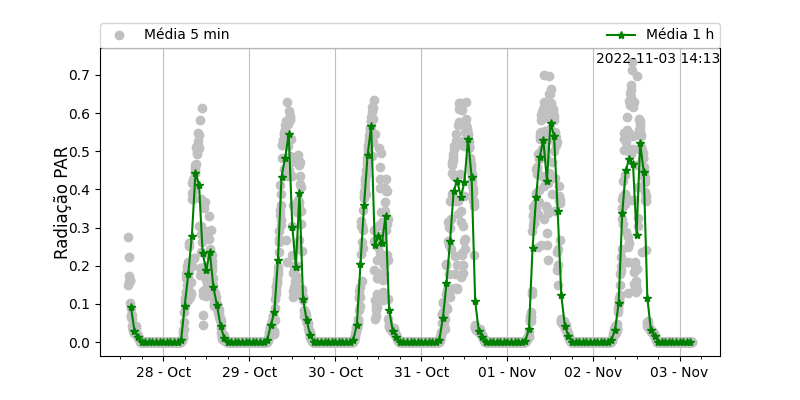 Média 5 min
Média 1 h
2022-11-03 14:13
Radiação PAR
0.7
0.6
0.5
0.4
0.3
0.2
0.1
0.0
28 - Oct
29 - Oct
30 - Oct
31 - Oct
01 - Nov
02 - Nov
03 - Nov